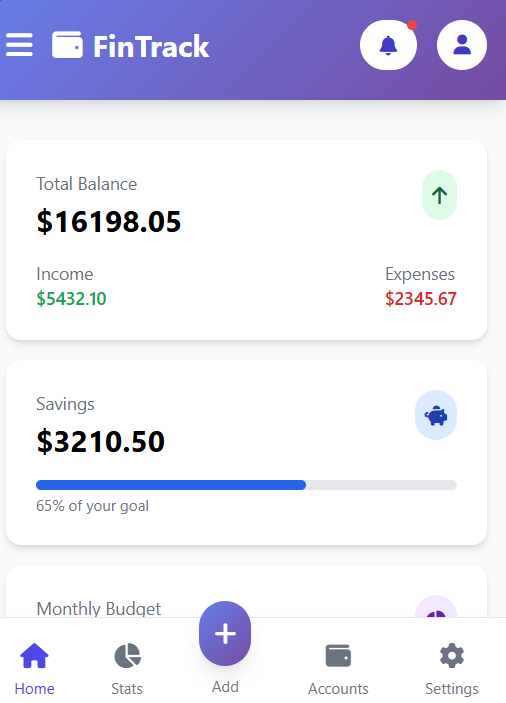 FinTrack
Total Balance
$16198.05
Income Expenses
$5432.10 $2345.67
Savings
$3210.50
65% of your goal
Monthly Budget
Home Stats Add Accounts Settings